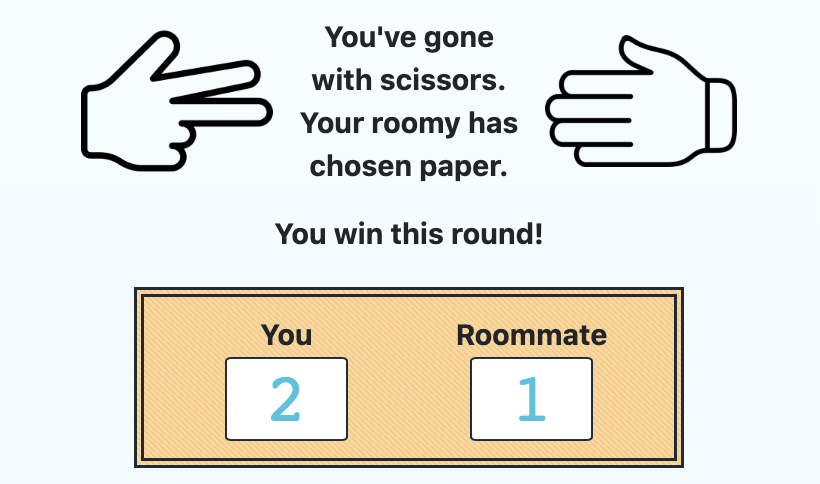 You've gone
with scissors.
Your roomy has
chosen paper.
You win this round!
You
Roommate
2
1